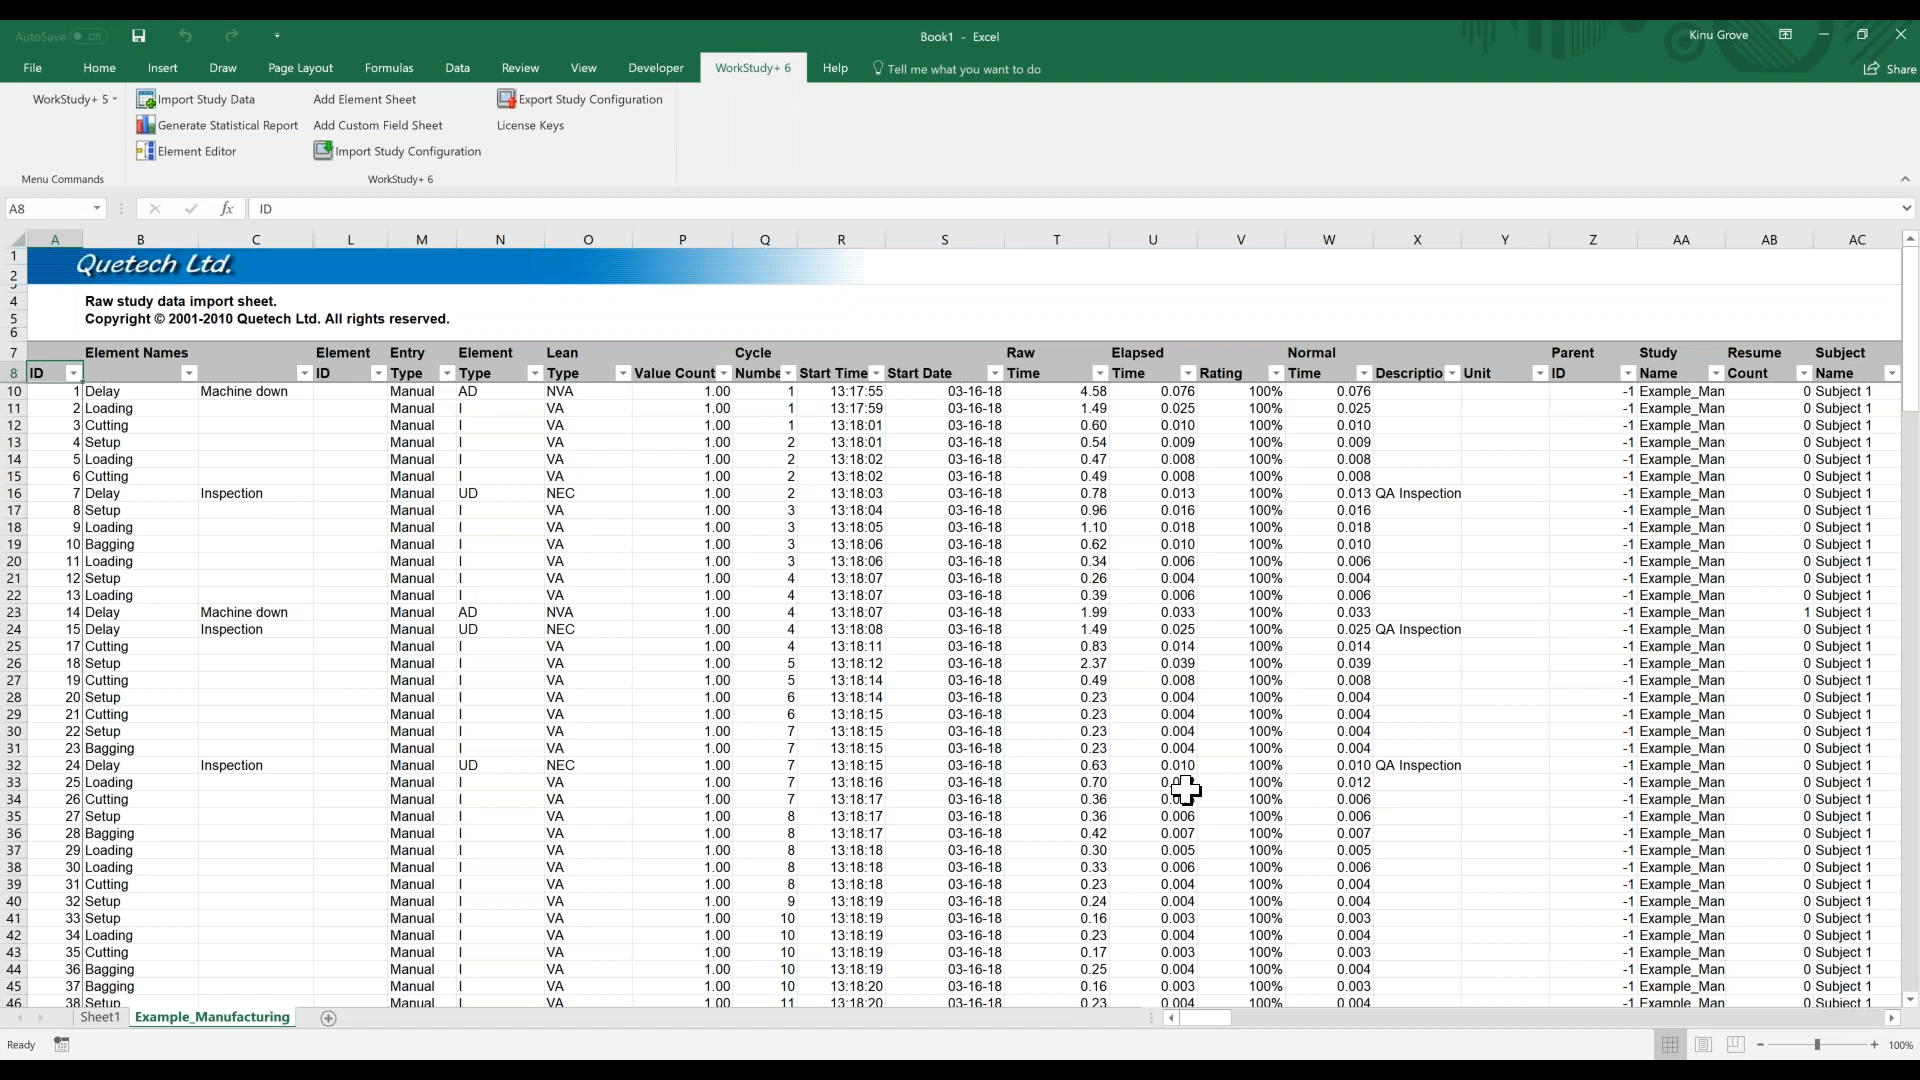 AutoSave Off
Book1 - Excel
Kinu Grove
File Home Insert Draw Page Layout Formulas Data Review View Developer WorkStudy+ 6 Help Tell me what you want to do Share
WorkStudy+ 5 Import Study Data Add Element Sheet Export Study Configuration
Generate Statistical Report Add Custom Field Sheet License Keys
Element Editor Import Study Configuration
Menu Commands WorkStudy+ 6
A8 fx ID
A B C L M N O P Q R S T U V W X Y Z AA AB AC
1 Quetech Ltd.
2
4 Raw study data import sheet.
5 Copyright © 2001-2010 Quetech Ltd. All rights reserved.
6
7 Element Names Element Entry Element Lean Cycle Raw Elapsed Normal Parent Study Resume Subject
8 ID ID Type Type Type Value Count Numbe Start Time Start Date Time Time Rating Time Descriptio Unit ID Name Count Name
10 1 Delay Machine down Manual AD NVA 1.00 1 13:17:55 03-16-18 4.58 0.076 100% 0.076 -1 Example_Man 0 Subject 1
11 2 Loading Manual I VA 1.00 1 13:17:59 03-16-18 1.49 0.025 100% 0.025 -1 Example_Man 0 Subject 1
12 3 Cutting Manual I VA 1.00 1 13:18:01 03-16-18 0.60 0.010 100% 0.010 -1 Example_Man 0 Subject 1
13 4 Setup Manual I VA 1.00 2 13:18:01 03-16-18 0.54 0.009 100% 0.009 -1 Example_Man 0 Subject 1
14 5 Loading Manual I VA 1.00 2 13:18:02 03-16-18 0.47 0.008 100% 0.008 -1 Example_Man 0 Subject 1
15 6 Cutting Manual I VA 1.00 2 13:18:02 03-16-18 0.49 0.008 100% 0.008 -1 Example_Man 0 Subject 1
16 7 Delay Inspection Manual UD NEC 1.00 2 13:18:03 03-16-18 0.78 0.013 100% 0.013 QA Inspection -1 Example_Man 0 Subject 1
17 8 Setup Manual I VA 1.00 3 13:18:04 03-16-18 0.96 0.016 100% 0.016 -1 Example_Man 0 Subject 1
18 9 Loading Manual I VA 1.00 3 13:18:05 03-16-18 1.10 0.018 100% 0.018 -1 Example_Man 0 Subject 1
19 10 Bagging Manual I VA 1.00 3 13:18:06 03-16-18 0.62 0.010 100% 0.010 -1 Example_Man 0 Subject 1
20 11 Loading Manual I VA 1.00 3 13:18:06 03-16-18 0.34 0.006 100% 0.006 -1 Example_Man 0 Subject 1
21 12 Setup Manual I VA 1.00 4 13:18:07 03-16-18 0.26 0.004 100% 0.004 -1 Example_Man 0 Subject 1
22 13 Loading Manual I VA 1.00 4 13:18:07 03-16-18 0.39 0.006 100% 0.006 -1 Example_Man 0 Subject 1
23 14 Delay Machine down Manual AD NVA 1.00 4 13:18:07 03-16-18 1.99 0.033 100% 0.033 -1 Example_Man 1 Subject 1
24 15 Delay Inspection Manual UD NEC 1.00 4 13:18:08 03-16-18 1.49 0.025 100% 0.025 QA Inspection -1 Example_Man 0 Subject 1
25 17 Cutting Manual I VA 1.00 4 13:18:11 03-16-18 0.83 0.014 100% 0.014 -1 Example_Man 0 Subject 1
26 18 Setup Manual I VA 1.00 5 13:18:12 03-16-18 2.37 0.039 100% 0.039 -1 Example_Man 0 Subject 1
27 19 Cutting Manual I VA 1.00 5 13:18:14 03-16-18 0.49 0.008 100% 0.008 -1 Example_Man 0 Subject 1
28 20 Setup Manual I VA 1.00 6 13:18:14 03-16-18 0.23 0.004 100% 0.004 -1 Example_Man 0 Subject 1
29 21 Cutting Manual I VA 1.00 6 13:18:15 03-16-18 0.23 0.004 100% 0.004 -1 Example_Man 0 Subject 1
30 22 Setup Manual I VA 1.00 7 13:18:15 03-16-18 0.23 0.004 100% 0.004 -1 Example_Man 0 Subject 1
31 23 Bagging Manual I VA 1.00 7 13:18:15 03-16-18 0.23 0.004 100% 0.004 -1 Example_Man 0 Subject 1
32 24 Delay Inspection Manual UD NEC 1.00 7 13:18:15 03-16-18 0.63 0.010 100% 0.010 QA Inspection -1 Example_Man 0 Subject 1
33 25 Loading Manual I VA 1.00 7 13:18:16 03-16-18 0.70 100% 0.012 -1 Example_Man 0 Subject 1
34 26 Cutting Manual I VA 1.00 7 13:18:17 03-16-18 0.36 100% 0.006 -1 Example_Man 0 Subject 1
35 27 Setup Manual I VA 1.00 8 13:18:17 03-16-18 0.36 0.006 100% 0.006 -1 Example_Man 0 Subject 1
36 28 Bagging Manual I VA 1.00 8 13:18:17 03-16-18 0.42 0.007 100% 0.007 -1 Example_Man 0 Subject 1
37 29 Loading Manual I VA 1.00 8 13:18:18 03-16-18 0.30 0.005 100% 0.005 -1 Example_Man 0 Subject 1
38 30 Loading Manual I VA 1.00 8 13:18:18 03-16-18 0.33 0.006 100% 0.006 -1 Example_Man 0 Subject 1
39 31 Cutting Manual I VA 1.00 8 13:18:18 03-16-18 0.23 0.004 100% 0.004 -1 Example_Man 0 Subject 1
40 32 Setup Manual I VA 1.00 9 13:18:19 03-16-18 0.24 0.004 100% 0.004 -1 Example_Man 0 Subject 1
41 33 Setup Manual I VA 1.00 10 13:18:19 03-16-18 0.16 0.003 100% 0.003 -1 Example_Man 0 Subject 1
42 34 Loading Manual I VA 1.00 10 13:18:19 03-16-18 0.23 0.004 100% 0.004 -1 Example_Man 0 Subject 1
43 35 Cutting Manual I VA 1.00 10 13:18:19 03-16-18 0.17 0.003 100% 0.003 -1 Example_Man 0 Subject 1
44 36 Bagging Manual I VA 1.00 10 13:18:19 03-16-18 0.25 0.004 100% 0.004 -1 Example_Man 0 Subject 1
45 37 Bagging Manual I VA 1.00 10 13:18:20 03-16-18 0.16 0.003 100% 0.003 -1 Example_Man 0 Subject 1
46 38 Setup Manual I VA 1.00 11 13:18:20 03-16-18 0.23 0.004 100% 0.004 -1 Example_Man 0 Subject 1
Sheet1 Example_Manufacturing
Ready 100%